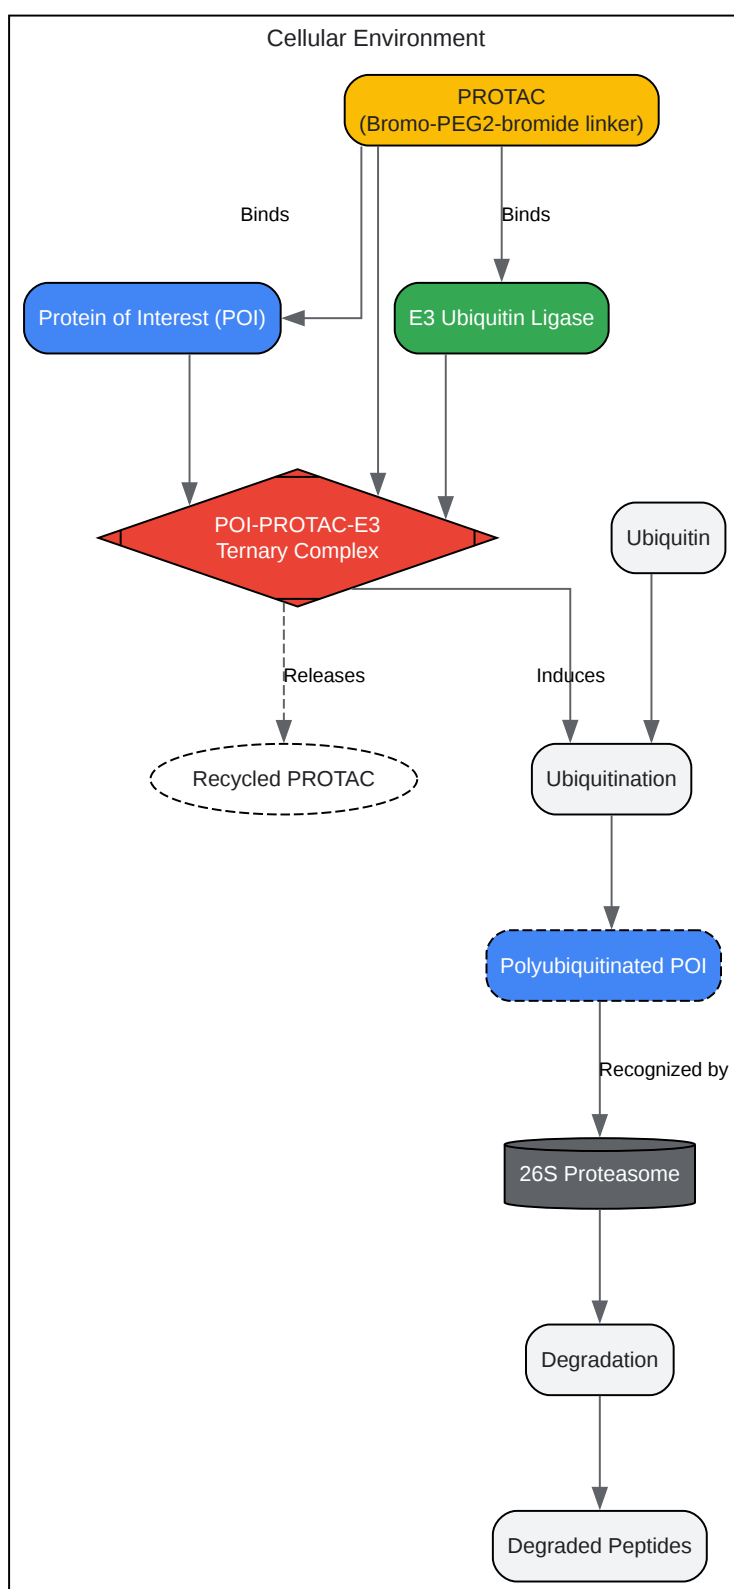 Cellular Environment
PROTAC
(Bromo-PEG2-bromide linker)
Binds
Binds
Protein of Interest (POI)
E3 Ubiquitin Ligase
POI-PROTAC-E3
Ternary Complex
Ubiquitin
Releases
Induces
Recycled PROTAC
Ubiquitination
Polyubiquitinated POI
Recognized by
26S Proteasome
Degradation
Degraded Peptides